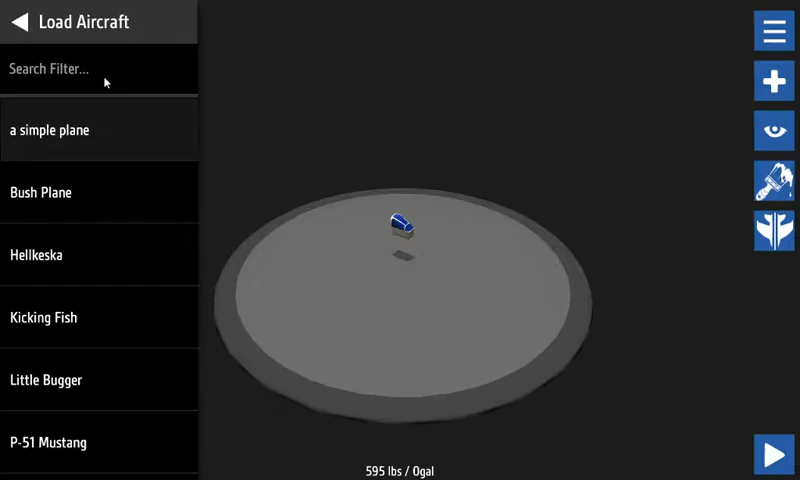 Load Aircraft
Search Filter...
a simple plane
Bush Plane
Hellkeska
Kicking Fish
Little Bugger
P-51 Mustang
595 lbs / 0gal